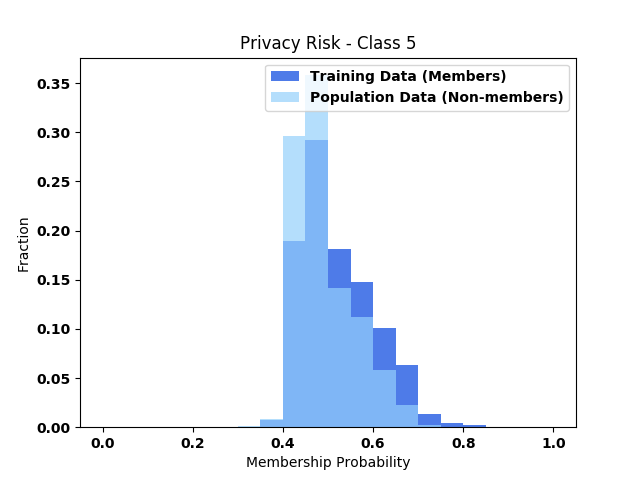 Privacy Risk - Class 5
Training Data (Members)
Population Data (Non-members)
0.35
0.30
0.25
0.20
0.15
0.10
0.05
0.00
Fraction
0.0 0.2 0.4 0.6 0.8 1.0
Membership Probability